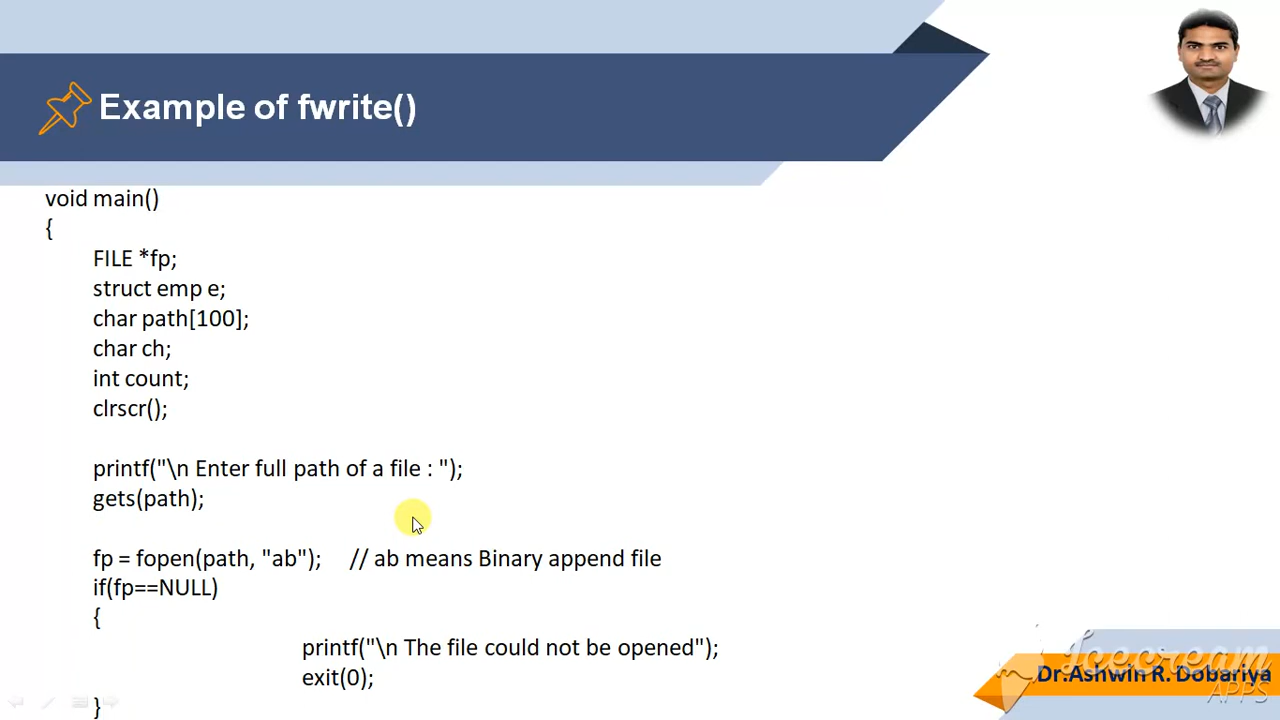 Example of fwrite()
void main()
{
FILE *fp;
struct emp e;
char path[100];
char ch;
int count;
clrscr();
printf("\n Enter full path of a file : ");
gets(path);
fp = fopen(path, "ab"); // ab means Binary append file
if(fp==NULL)
{
printf("\n The file could not be opened");
exit(0);
}
Icecream
Dr.Ashwin R. Dobariya
APPS